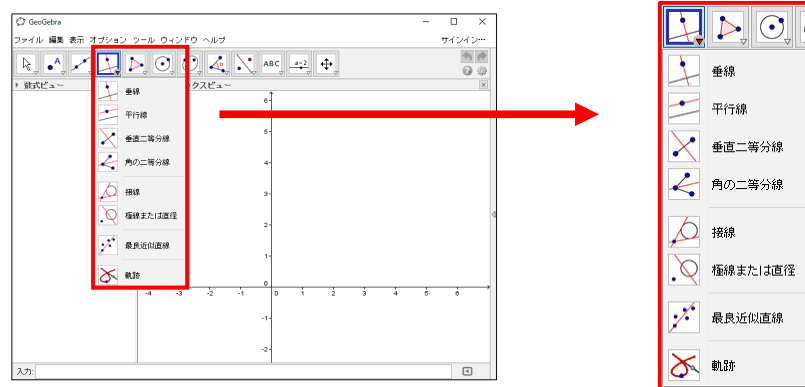 GeoGebra
ファイル 編集 表示 オプション ツール ウィンドウ ヘルプ
サインイン…
A
ABC
a=2
数式ビュー
クスビュー
垂線
平行線
垂直二等分線
角の二等分線
接線
極線または直径
最良近似直線
軌跡
6
5
4
3
2
1
0
-4 -3 -2 -1 0 1 2 3 4 5 6
-1
-2
入力:
垂線
平行線
垂直二等分線
角の二等分線
接線
極線または直径
最良近似直線
軌跡